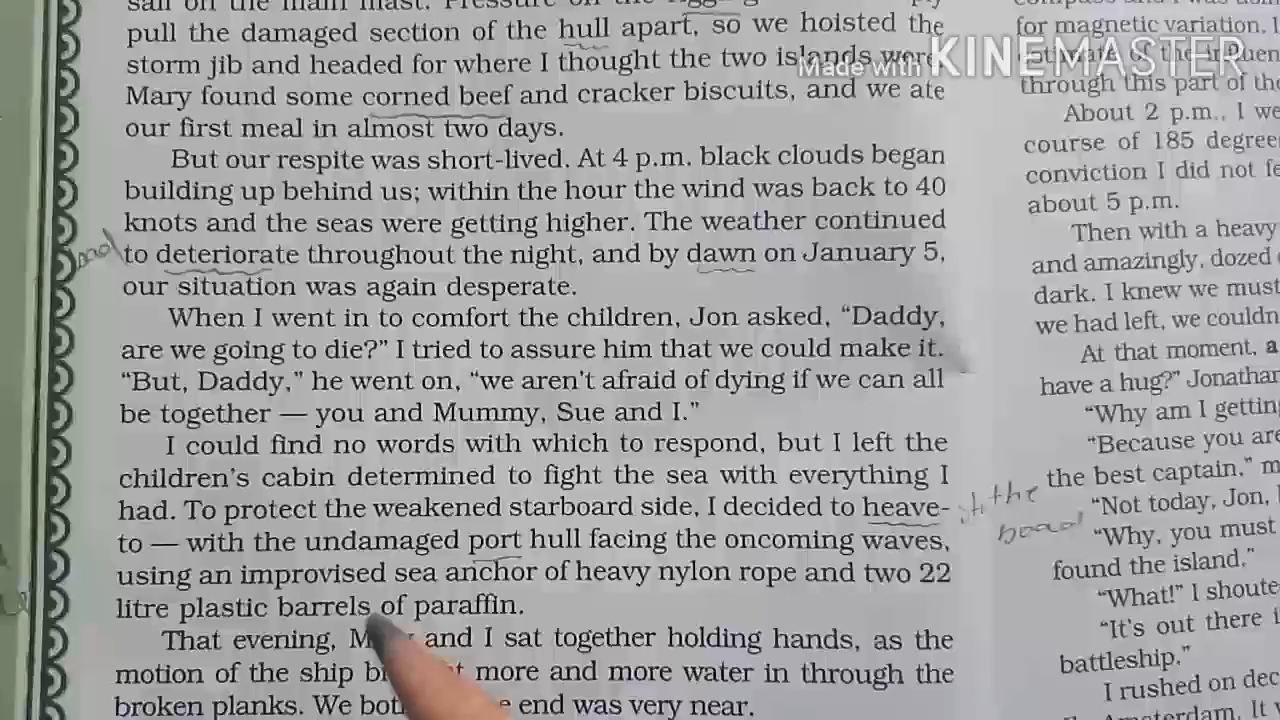 sail on the main mast. Pressure on the rigging
pull the damaged section of the hull apart, so we hoisted the
storm jib and headed for where I thought the two islands were
Mary found some corned beef and cracker biscuits, and we ate
our first meal in almost two days.
But our respite was short-lived. At 4 p.m. black clouds began
building up behind us; within the hour the wind was back to 40
knots and the seas were getting higher. The weather continued
to deteriorate throughout the night, and by dawn on January 5,
our situation was again desperate.
When I went in to comfort the children, Jon asked, “Daddy,
are we going to die?” I tried to assure him that we could make it.
“But, Daddy,” he went on, “we aren't afraid of dying if we can all
be together — you and Mummy, Sue and I.”
I could find no words with which to respond, but I left the
children's cabin determined to fight the sea with everything I
had. To protect the weakened starboard side, I decided to heave-
to — with the undamaged port hull facing the oncoming waves,
using an improvised sea anchor of heavy nylon rope and two 22
litre plastic barrels of paraffin.
That evening, and I sat together holding hands, as the
motion of the ship more and more water in through the
broken planks. We end was very near.
Made with KINEMASTER
the
board
for magnetic variation. I
through this part of the
About 2 p.m., I we
course of 185 degree
conviction I did not fe
about 5 p.m.
Then with a heavy
and amazingly, dozed
dark. I knew we must
we had left, we couldn
At that moment, a
have a hug?” Jonathan
“Why am I getting
“Because you are
the best captain,” m
“Not today, Jon, I
“Why, you must
found the island.”
“What!” I shoute
“It's out there i
battleship.”
I rushed on dec
Amsterdam. It